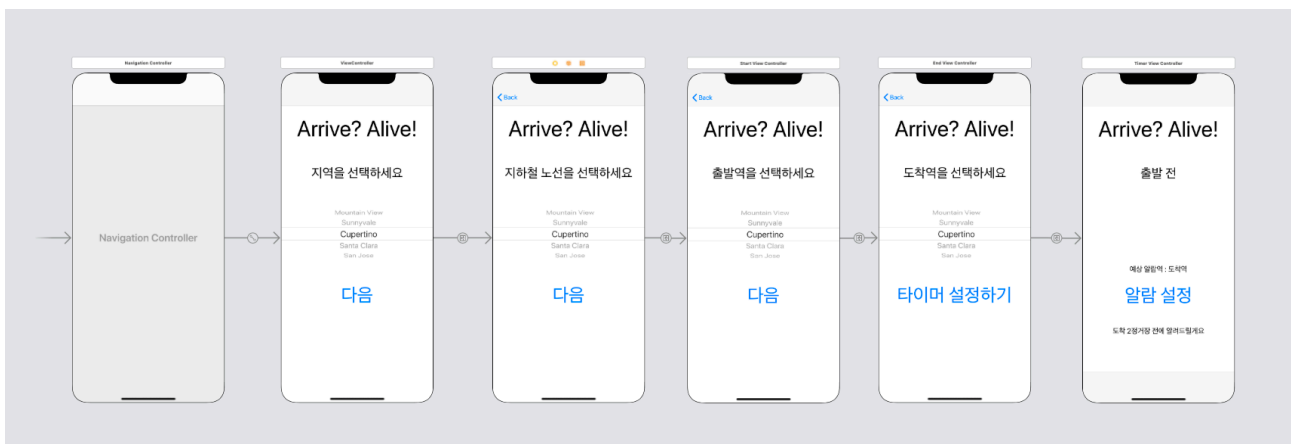 Navigation Controller
Navigation Controller
ViewController
Arrive? Alive!
지역을 선택하세요
Mountain View
Sunnyvale
Cupertino
Santa Clara
San Jose
다음
Back
Arrive? Alive!
지하철 노선을 선택하세요
Mountain View
Sunnyvale
Cupertino
Santa Clara
San Jose
다음
Start View Controller
Back
Arrive? Alive!
출발역을 선택하세요
Mountain View
Sunnyvale
Cupertino
Santa Clara
San Jose
다음
End View Controller
Back
Arrive? Alive!
도착역을 선택하세요
Mountain View
Sunnyvale
Cupertino
Santa Clara
San Jose
타이머 설정하기
Timer View Controller
Arrive? Alive!
출발 전
예상 알람역 : 도착역
알람 설정
도착 2정거장 전에 알려드릴게요